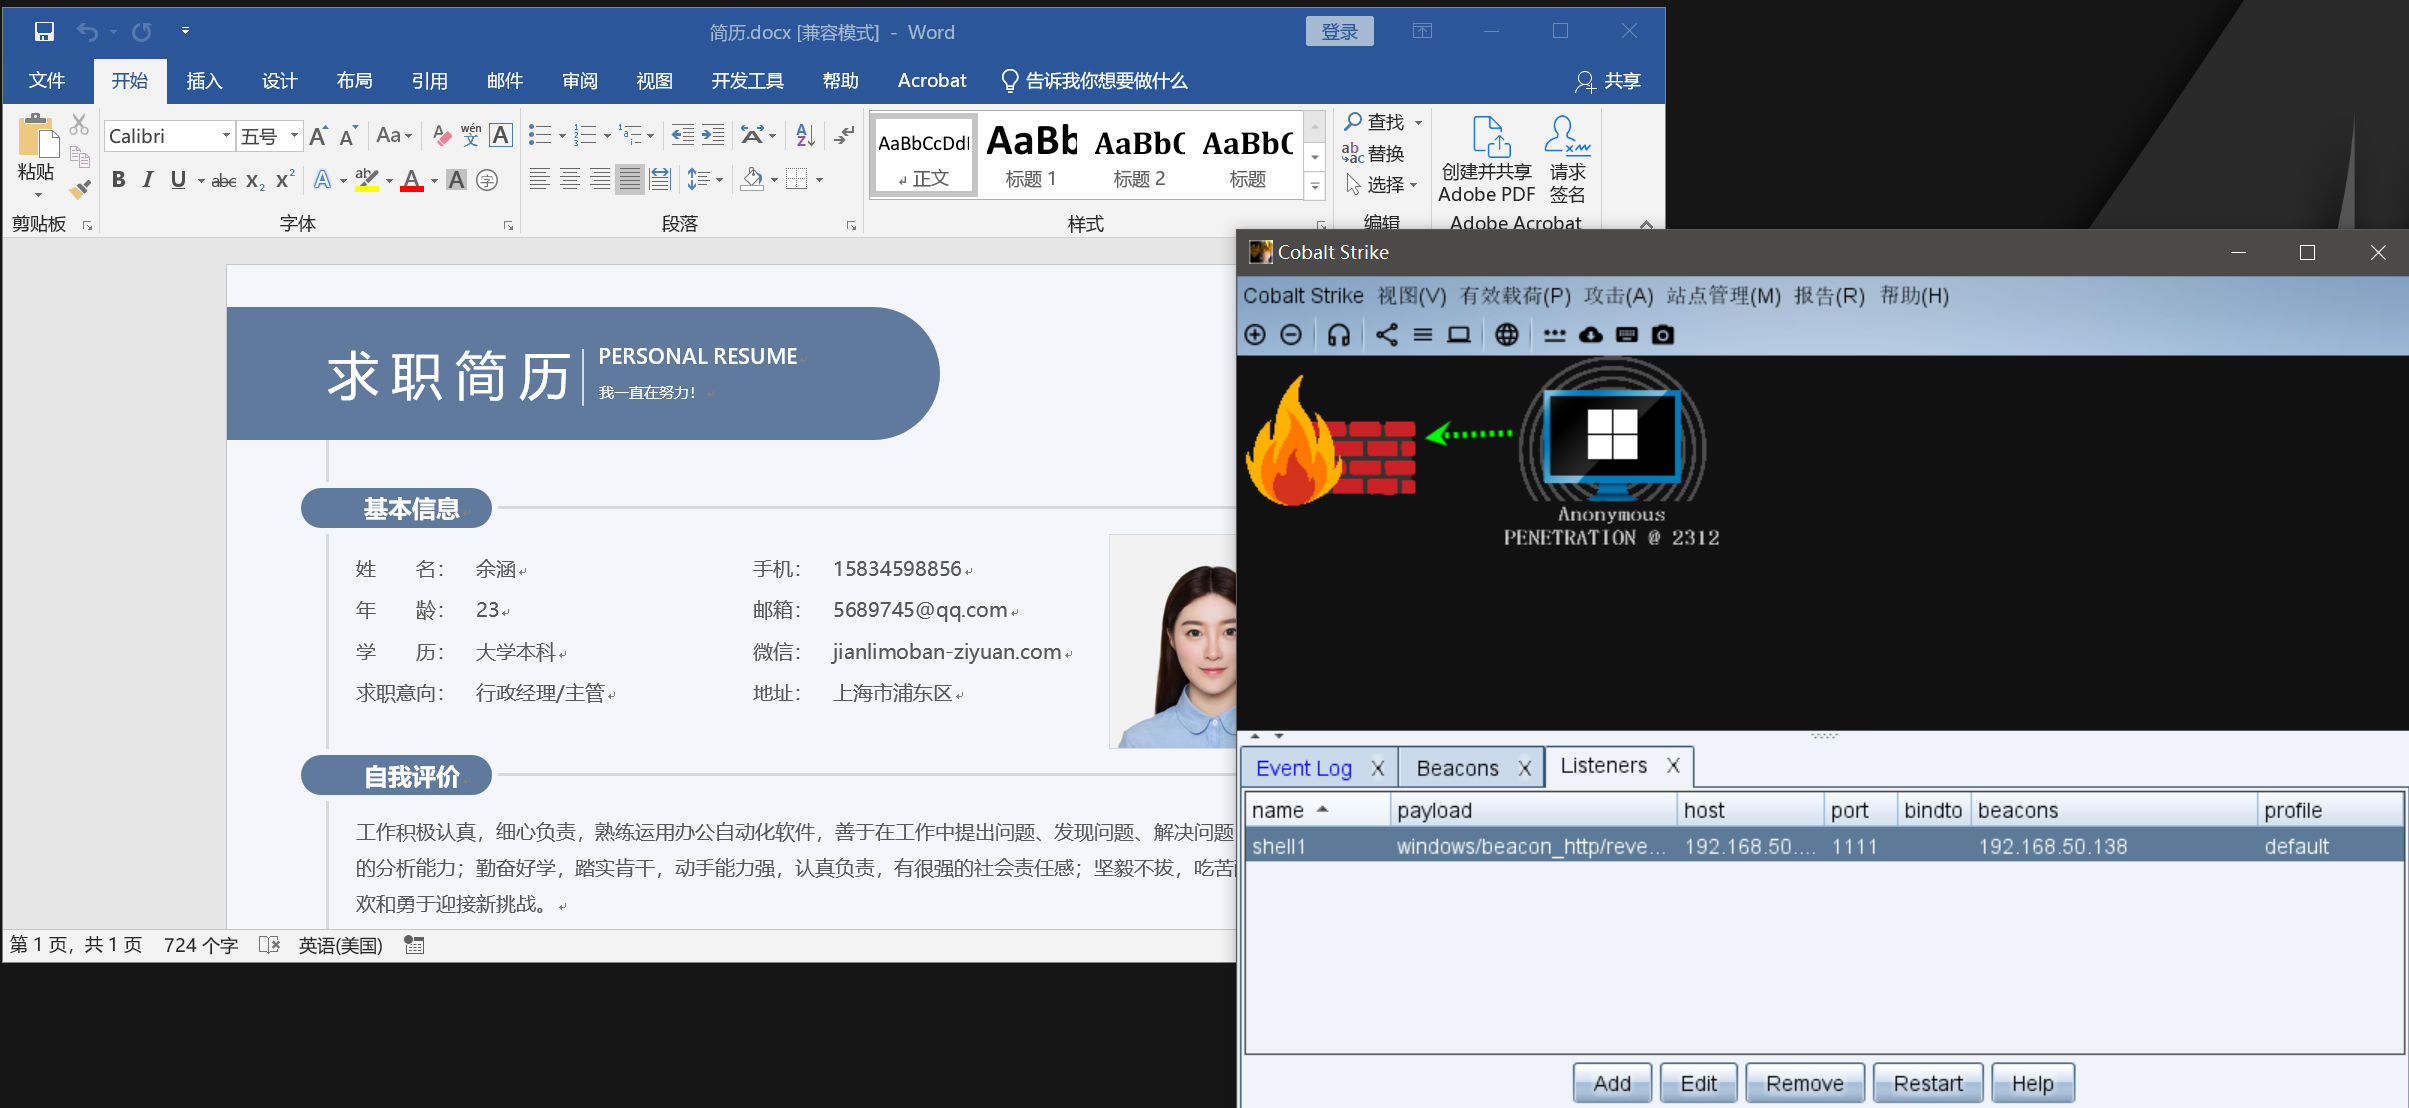 简历.docx [兼容模式] - Word
登录
文件 开始 插入 设计 布局 引用 邮件 审阅 视图 开发工具 帮助 Acrobat 告诉我你想要做什么 共享
粘贴
剪贴板
Calibri 五号 A A Aa wén 文 A
B I U abc X₂ X² A ab A A 字
字体
段落
AaBbCcDdI AaBb AaBbC AaBbC
正文 标题 1 标题 2 标题
样式
查找
替换
选择
编辑
创建并共享 Adobe PDF
请求签名
Adobe Acrobat
求职简历
PERSONAL RESUME
我一直在努力!
基本信息
姓 名: 余涵 手机: 15834598856
年 龄: 23 邮箱: 5689745@qq.com
学 历: 大学本科 微信: jianlimoban-ziyuan.com
求职意向: 行政经理/主管 地址: 上海市浦东区
自我评价
工作积极认真，细心负责，熟练运用办公自动化软件，善于在工作中提出问题、发现问题、解决问题
的分析能力；勤奋好学，踏实肯干，动手能力强，认真负责，有很强的社会责任感；坚毅不拔，吃苦
欢和勇于迎接新挑战。
第 1 页，共 1 页 724 个字 英语(美国)
Cobalt Strike
Cobalt Strike 视图(V) 有效载荷(P) 攻击(A) 站点管理(M) 报告(R) 帮助(H)
Anonymous
PENETRATION @ 2312
Event Log X Beacons X Listeners X
name payload host port bindto beacons profile
shell1 windows/beacon_http/reve... 192.168.50.... 1111 192.168.50.138 default
Add Edit Remove Restart Help